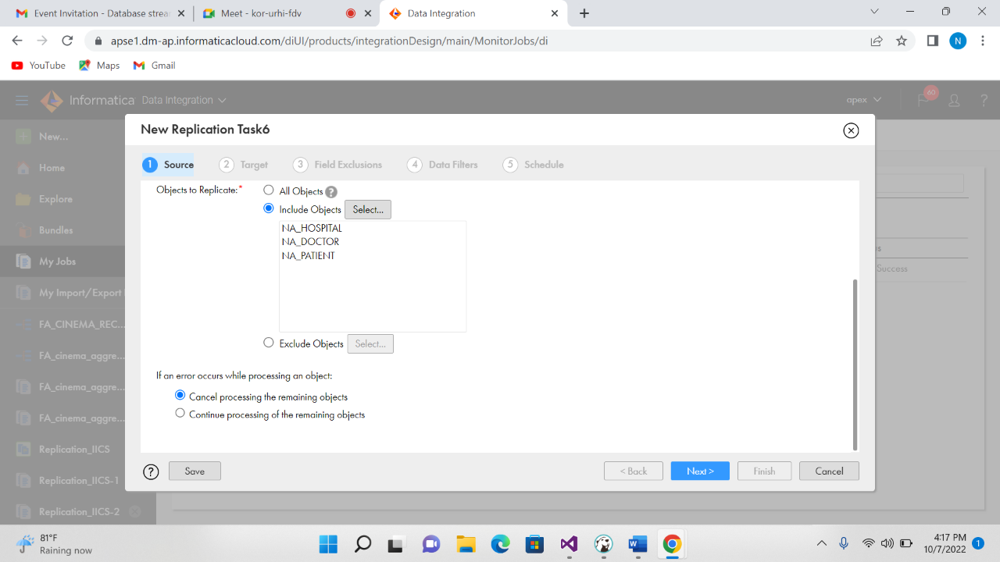 Event Invitation - Database strea
Meet - kor-urhi-fdv
Data Integration
apse1.dm-ap.informaticacloud.com/diUI/products/integrationDesign/main/MonitorJobs/di
N
YouTube
Maps
Gmail
Informatica Data Integration
apex
60
?
New Replication Task6
New...
Home
Explore
Bundles
My Jobs
My Import/Export
FA_CINEMA_REC...
FA_cinema_aggre...
FA_cinema_aggre...
FA_cinema_aggre...
Replication_IICS
Replication_IICS-1
Replication_IICS-2
1 Source
2 Target
3 Field Exclusions
4 Data Filters
5 Schedule
Objects to Replicate:*
All Objects ?
Include Objects Select...
NA_HOSPITAL
NA_DOCTOR
NA_PATIENT
Exclude Objects Select...
If an error occurs while processing an object:
Cancel processing the remaining objects
Continue processing of the remaining objects
Success
? Save
< Back
Next >
Finish
Cancel
81°F
Raining now
4:17 PM
10/7/2022
1